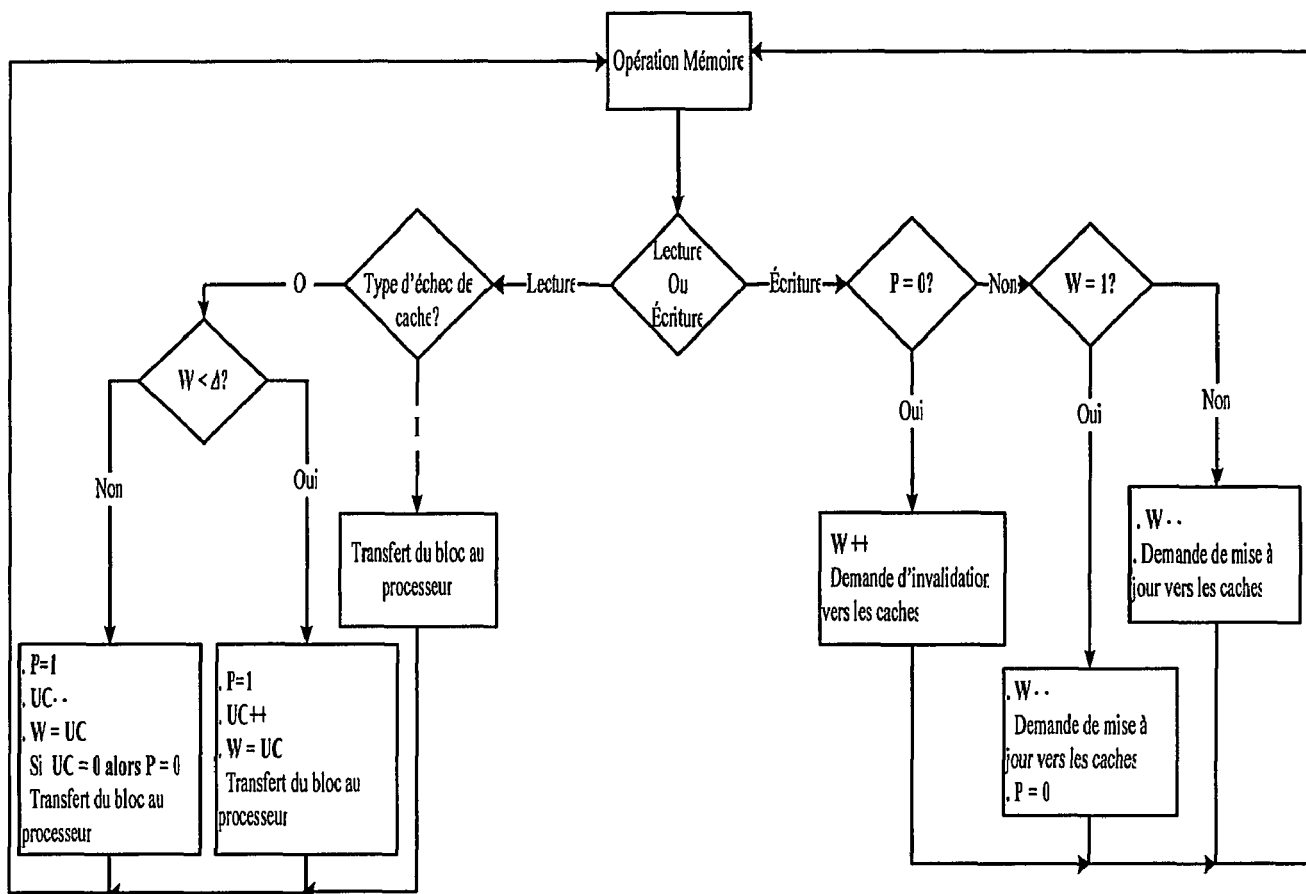 Opération Mémoire
Lecture
Ou
Écriture
Lecture
Type d'échec de
cache?
O
W < Δ?
Non
Oui
I
Transfert du bloc au
processeur
. P=1
. UC--
. W = UC
Si UC = 0 alors P = 0
Transfert du bloc au
processeur
. P=1
. UC++
. W = UC
Transfert du bloc au
processeur
Écriture
P = 0?
Non
W = 1?
Oui
Oui
Non
W++
Demande d'invalidation
vers les caches
. W--
Demande de mise à
jour vers les caches
. P = 0
. W--
. Demande de mise à
jour vers les caches